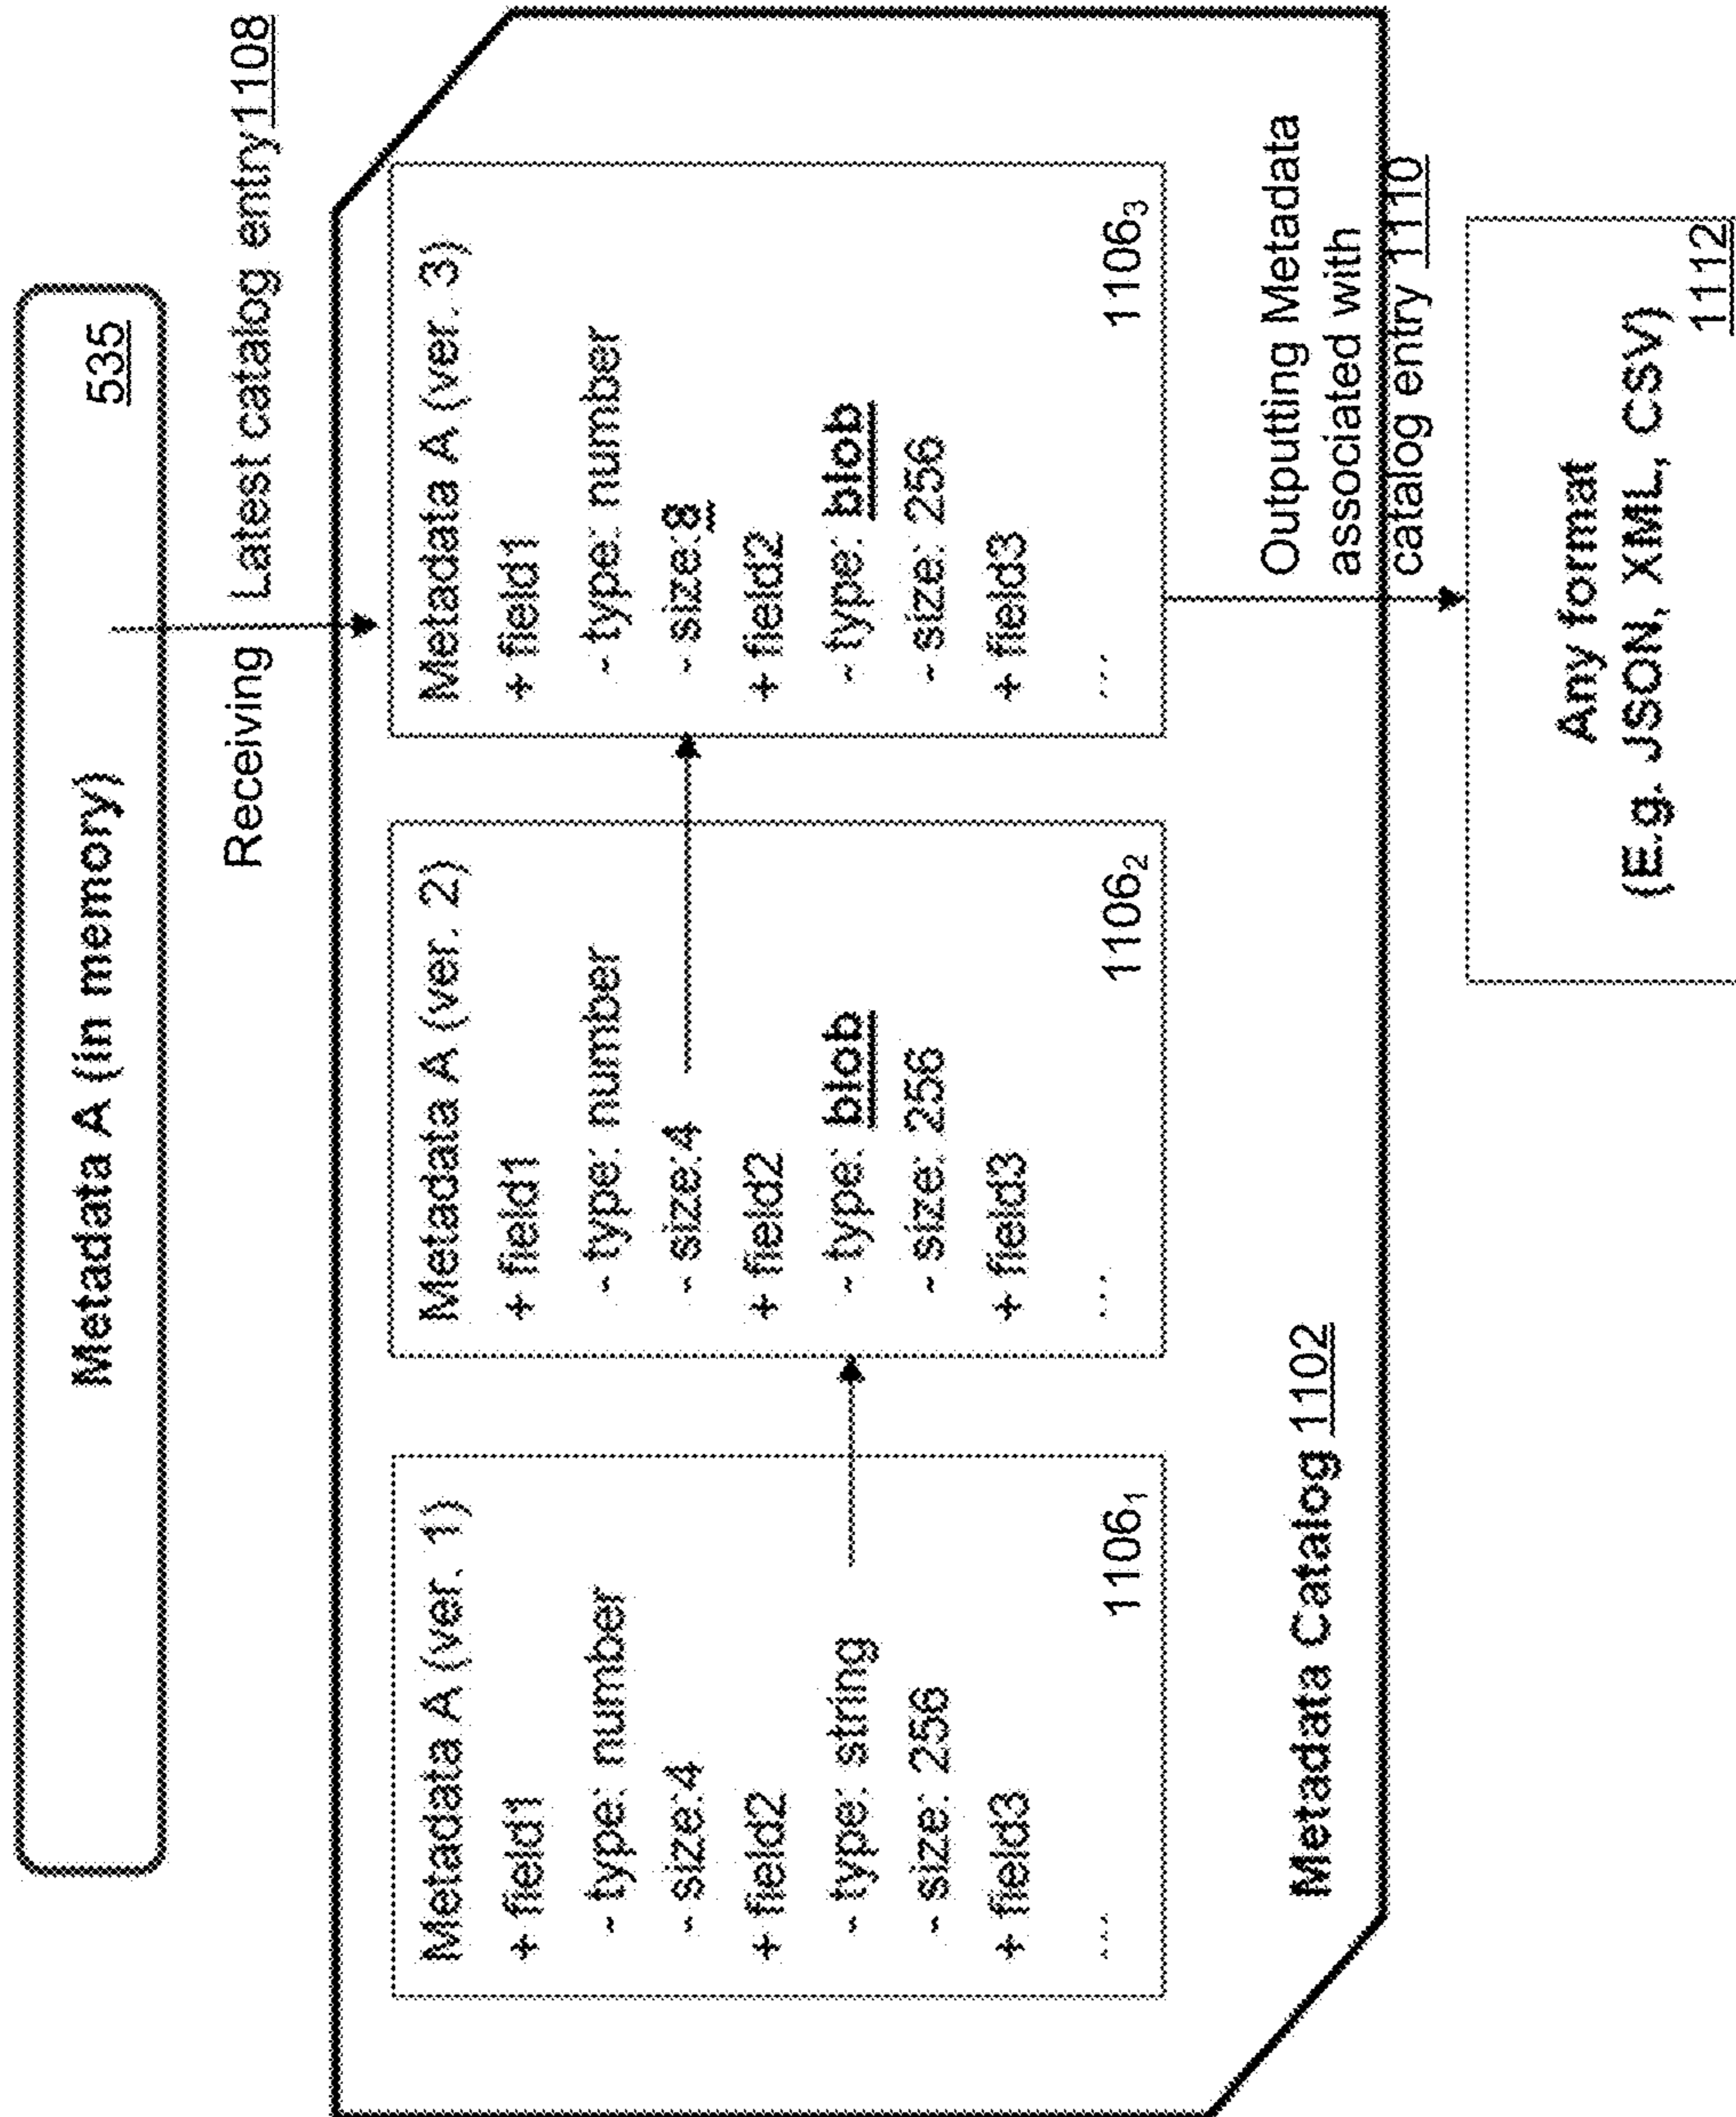 Metadata A (in memory)
535
Receiving
Latest catalog entry1108
Metadata A (ver. 1)
+ field1
- type: number
- size:4
+ field2
- type: string
- size: 256
+ field3
...
1106₁
Metadata A (ver. 2)
+ field1
- type: number
- size:4
+ field2
- type: blob
- size: 256
+ field3
...
1106₂
Metadata A (ver. 3)
+ field1
- type: number
- size:8
+ field2
- type: blob
- size: 256
+ field3
...
1106₃
Metadata Catalog 1102
Outputting Metadata
associated with
catalog entry 1110
Any format
(E.g. JSON, XML, CSV)
1112